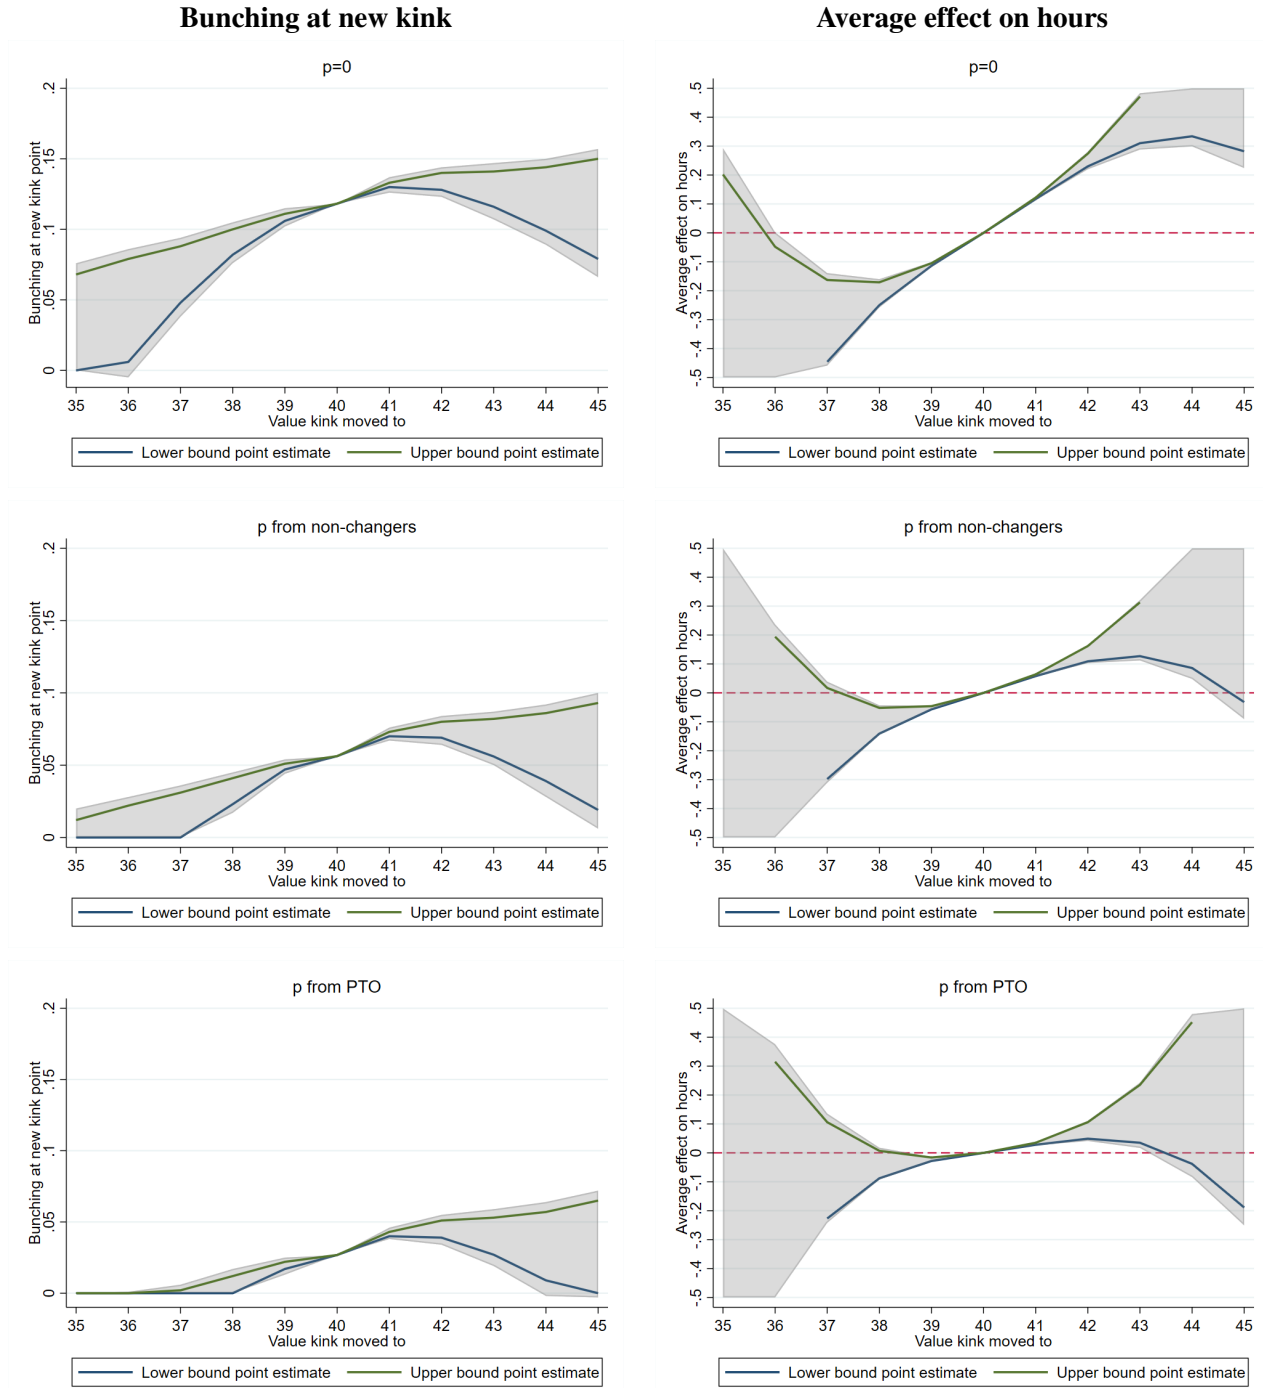 Bunching at new kink
Average effect on hours
p=0
Bunching at new kink point
.2
.15
.1
.05
0
35 36 37 38 39 40 41 42 43 44 45
Value kink moved to
Lower bound point estimate Upper bound point estimate
p=0
Average effect on hours
.5
.4
.3
.2
.1
0
-.1
-.2
-.3
-.4
-.5
35 36 37 38 39 40 41 42 43 44 45
Value kink moved to
Lower bound point estimate Upper bound point estimate
p from non-changers
Bunching at new kink point
.2
.15
.1
.05
0
35 36 37 38 39 40 41 42 43 44 45
Value kink moved to
Lower bound point estimate Upper bound point estimate
p from non-changers
Average effect on hours
.5
.4
.3
.2
.1
0
-.1
-.2
-.3
-.4
-.5
35 36 37 38 39 40 41 42 43 44 45
Value kink moved to
Lower bound point estimate Upper bound point estimate
p from PTO
Bunching at new kink point
.2
.15
.1
.05
0
35 36 37 38 39 40 41 42 43 44 45
Value kink moved to
Lower bound point estimate Upper bound point estimate
p from PTO
Average effect on hours
.5
.4
.3
.2
.1
0
-.1
-.2
-.3
-.4
-.5
35 36 37 38 39 40 41 42 43 44 45
Value kink moved to
Lower bound point estimate Upper bound point estimate